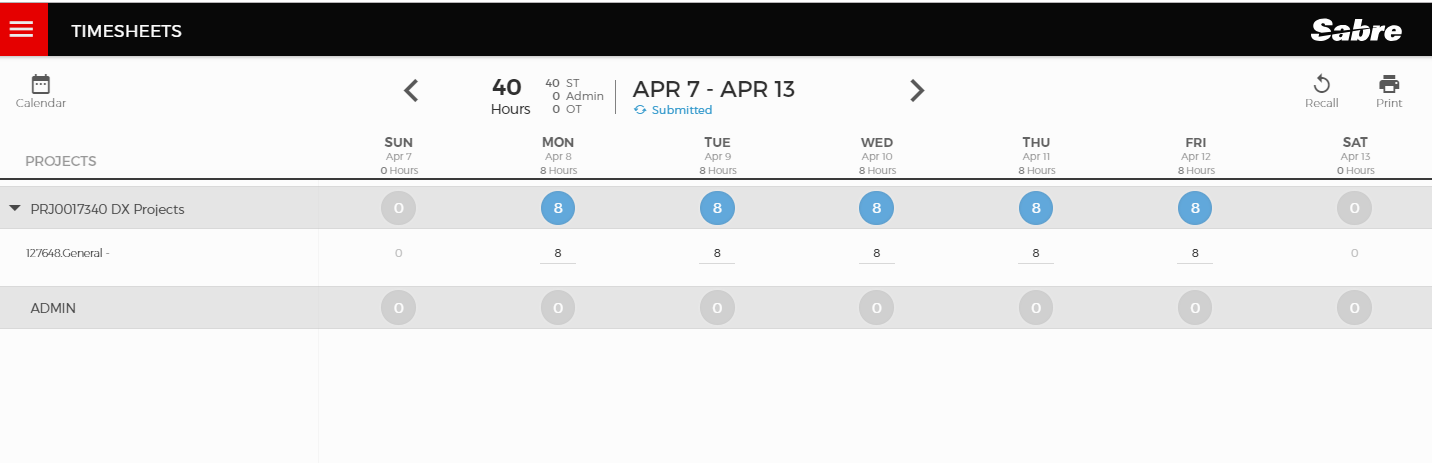 TIMESHEETS
Sabre
Calendar
40
Hours
40 ST
0 Admin
0 OT
APR 7 - APR 13
Submitted
Recall
Print
PROJECTS
SUN MON TUE WED THU FRI SAT
Apr 7 Apr 8 Apr 9 Apr 10 Apr 11 Apr 12 Apr 13
0 Hours 8 Hours 8 Hours 8 Hours 8 Hours 8 Hours 0 Hours
PRJ0017340 DX Projects 0 8 8 8 8 8 0
127648.General - 0 8 8 8 8 8 0
ADMIN 0 0 0 0 0 0 0